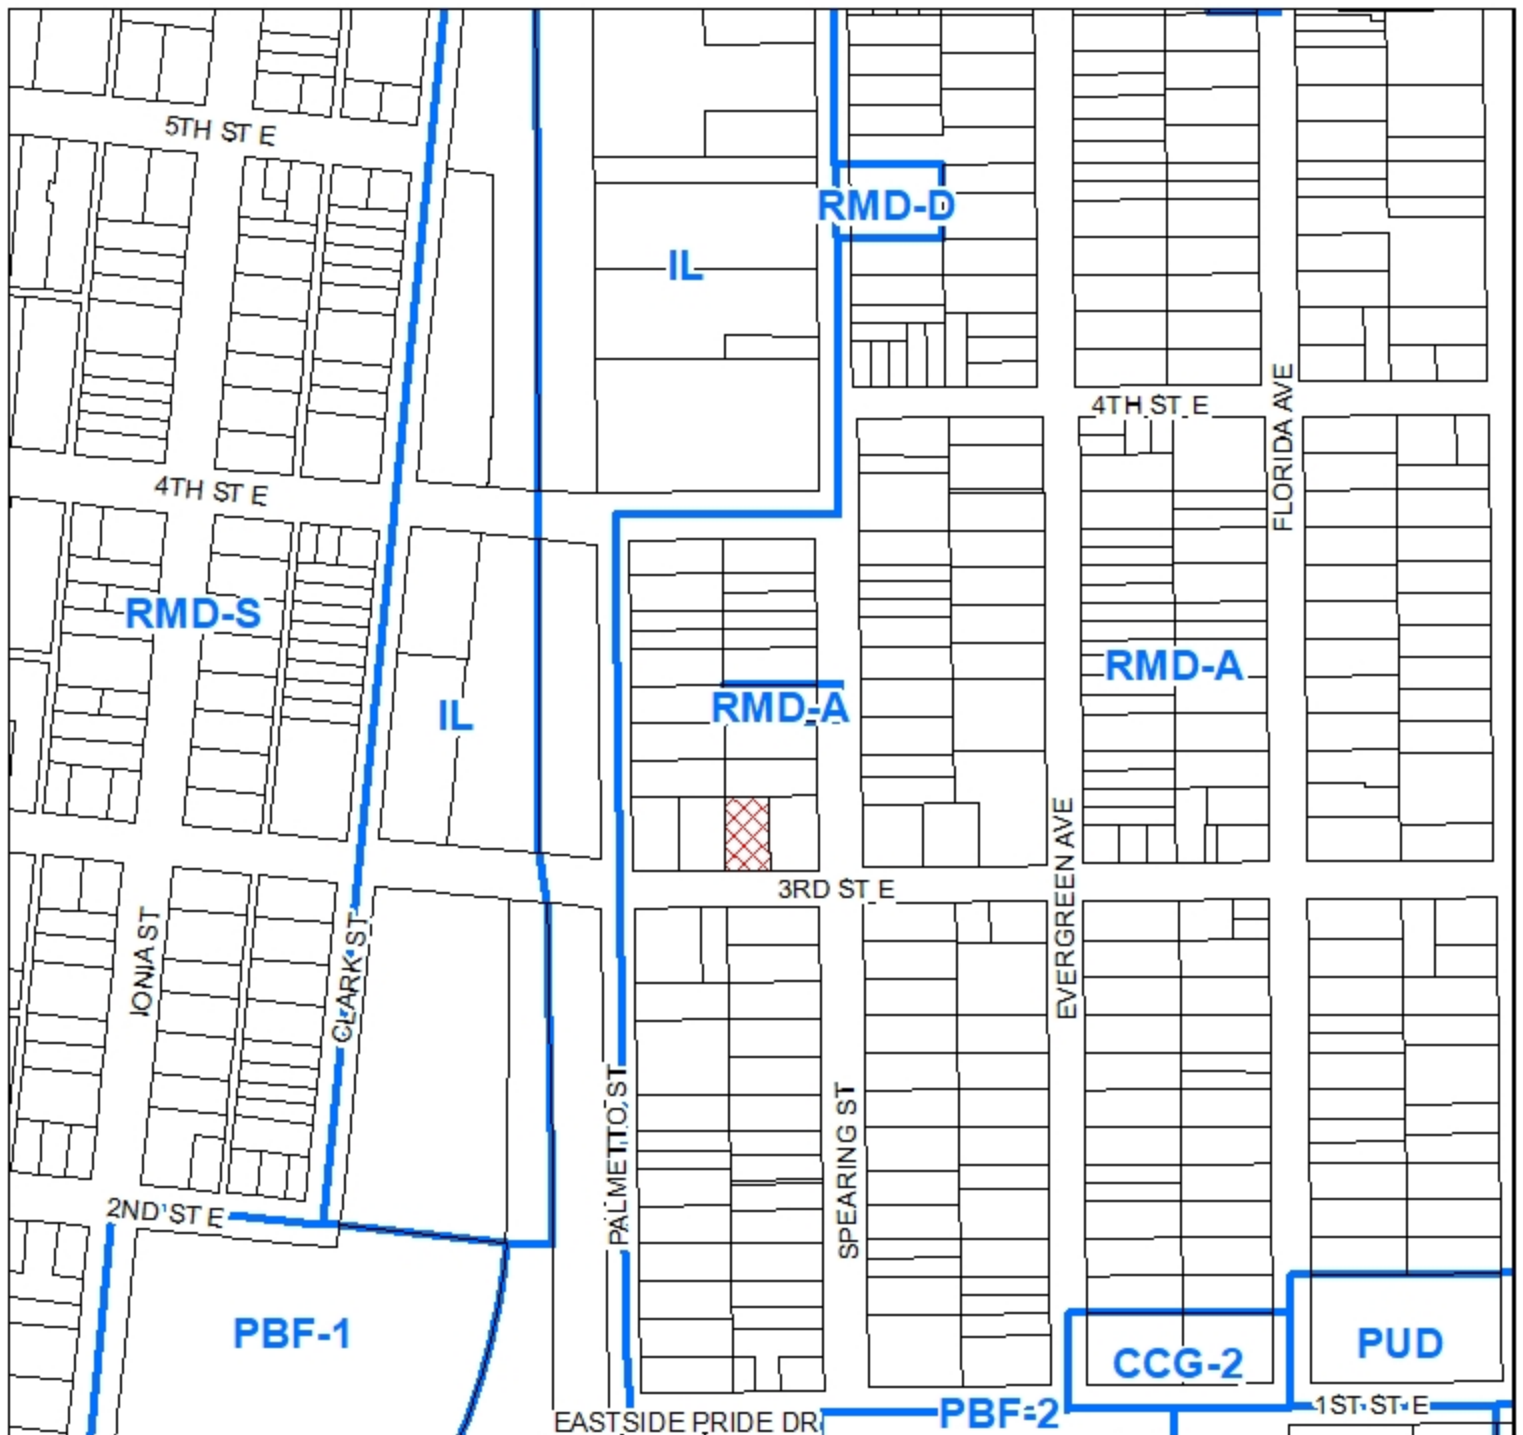 5TH ST E
RMD-D
IL
4TH ST E
FLORIDA AVE
4TH ST E
RMD-S
RMD-A
RMD-A
IL
EVERGREEN AVE
3RD ST E
IONIA ST
CLARK ST
PALMETTO ST
SPEARING ST
2ND ST E
PBF-1
PUD
CCG-2
1ST ST E
PBF-2
EASTSIDE PRIDE DR